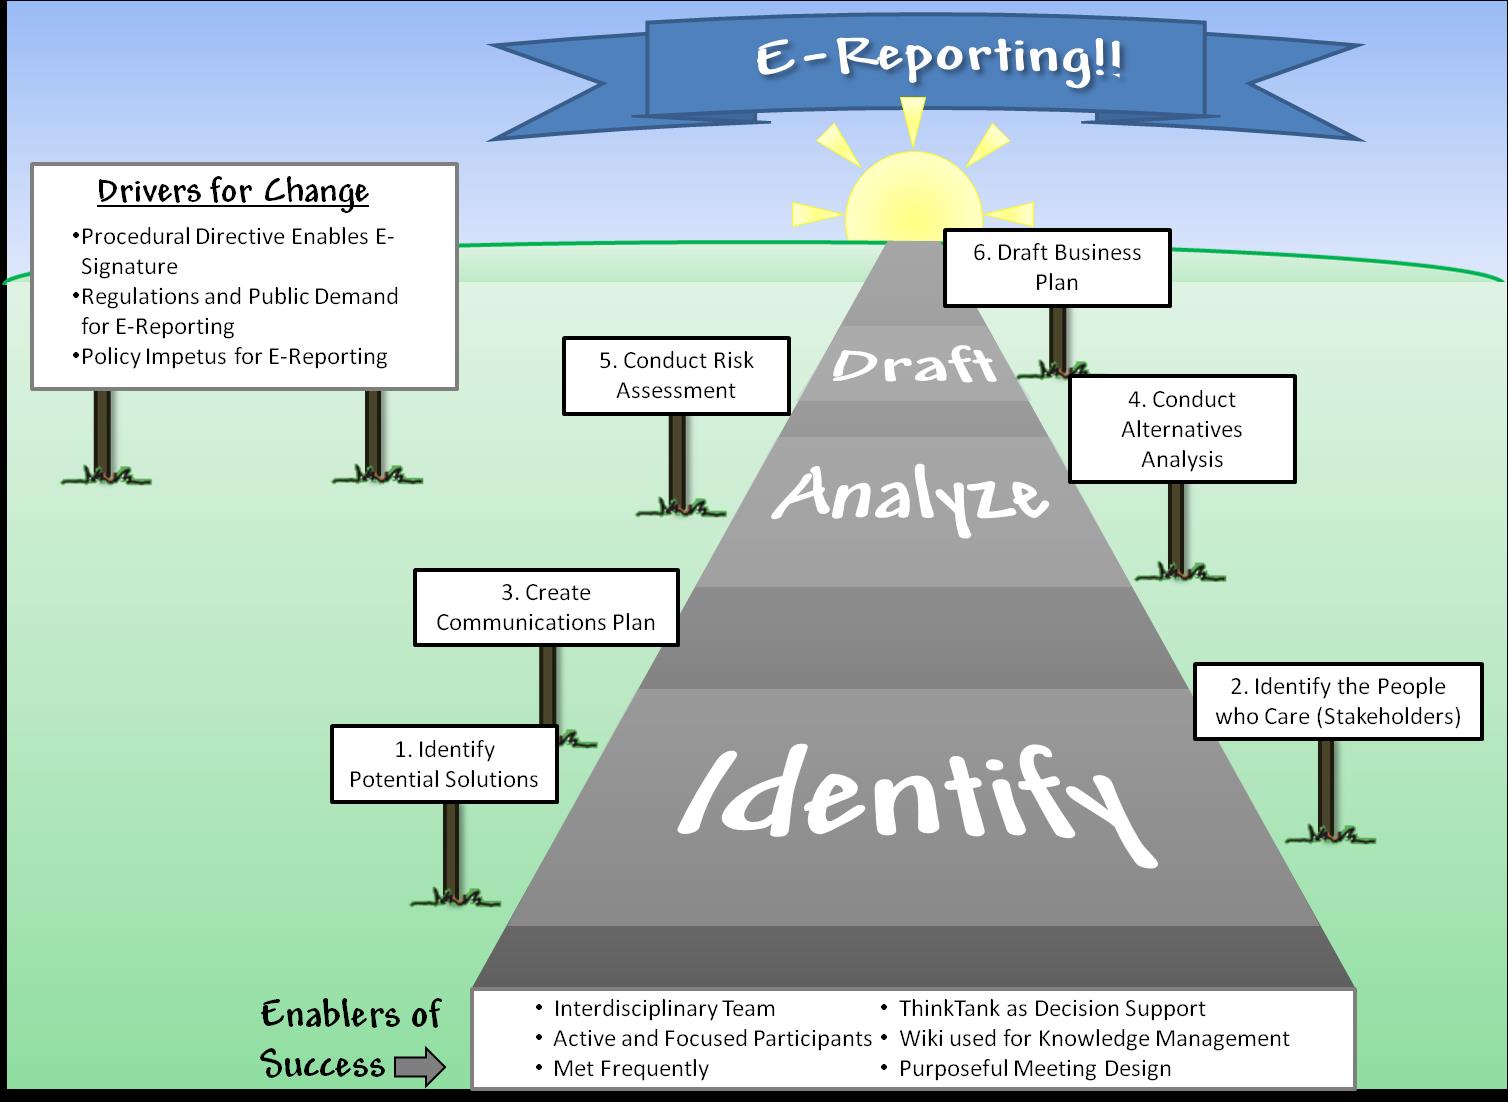 E-Reporting!!
Drivers for Change
•Procedural Directive Enables E-
Signature
•Regulations and Public Demand
for E-Reporting
•Policy Impetus for E-Reporting
6. Draft Business
Plan
5. Conduct Risk
Assessment
Draft
4. Conduct
Alternatives
Analysis
Analyze
3. Create
Communications Plan
2. Identify the People
who Care (Stakeholders)
1. Identify
Potential Solutions
Identify
Enablers of
Success
• Interdisciplinary Team
• Active and Focused Participants
• Met Frequently
• ThinkTank as Decision Support
• Wiki used for Knowledge Management
• Purposeful Meeting Design